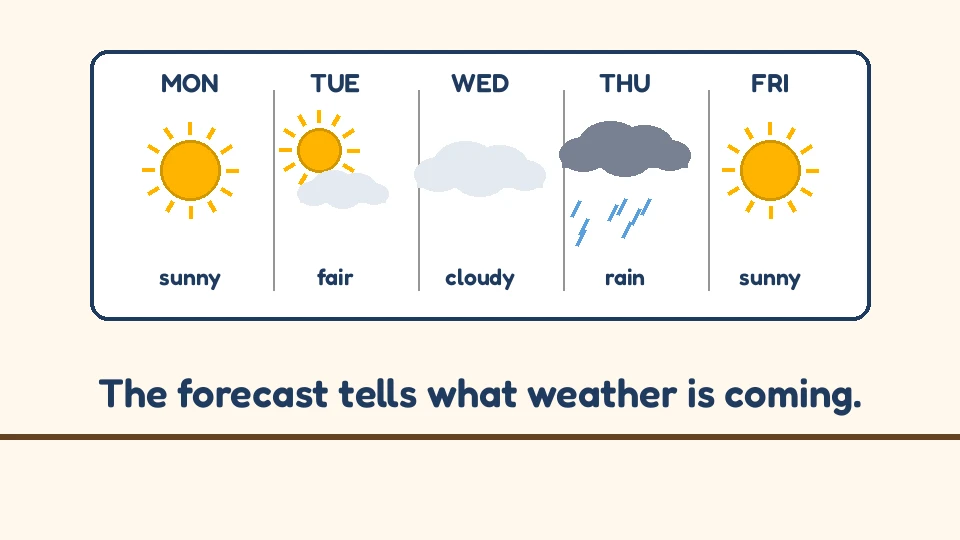 MON TUE WED THU FRI
sunny fair cloudy rain sunny
The forecast tells what weather is coming.